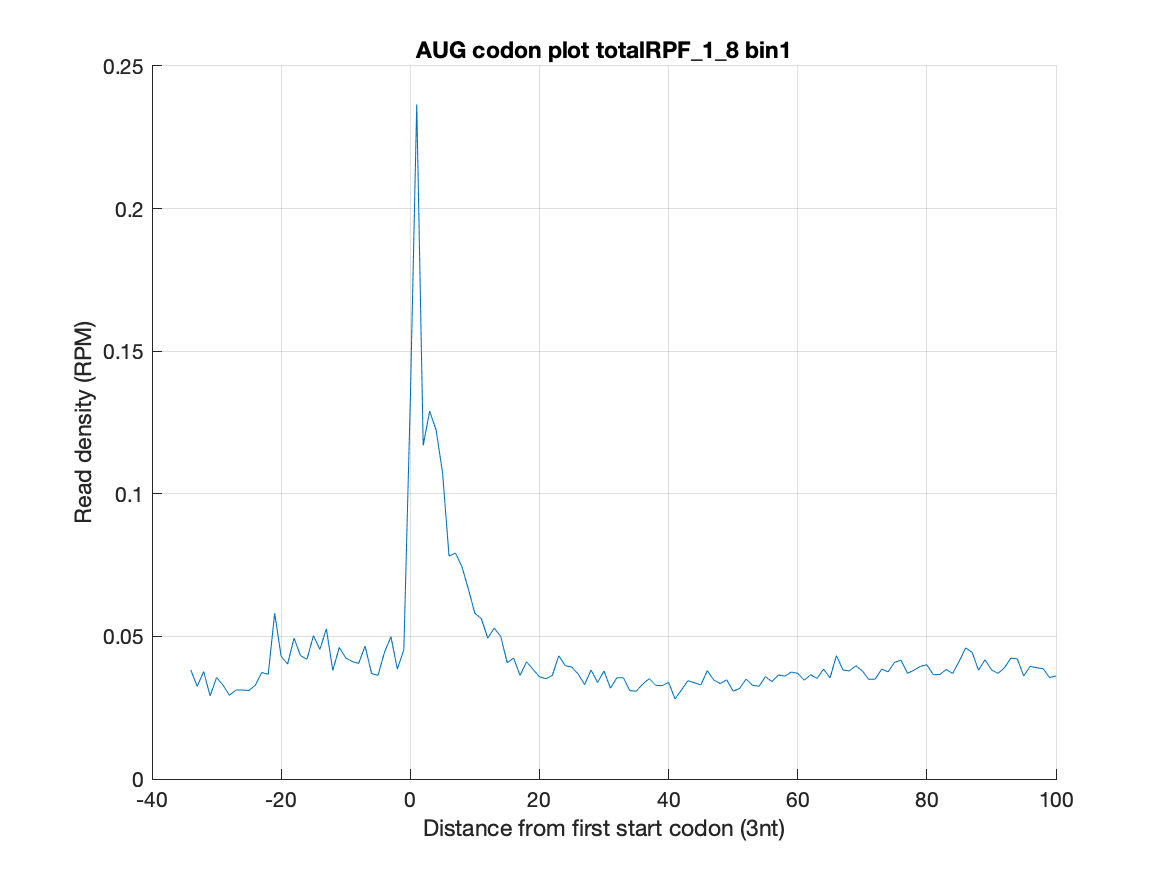 AUG codon plot totalRPF_1_8 bin1
0.25
0.2
0.15
0.1
0.05
0
Read density (RPM)
-40 -20 0 20 40 60 80 100
Distance from first start codon (3nt)